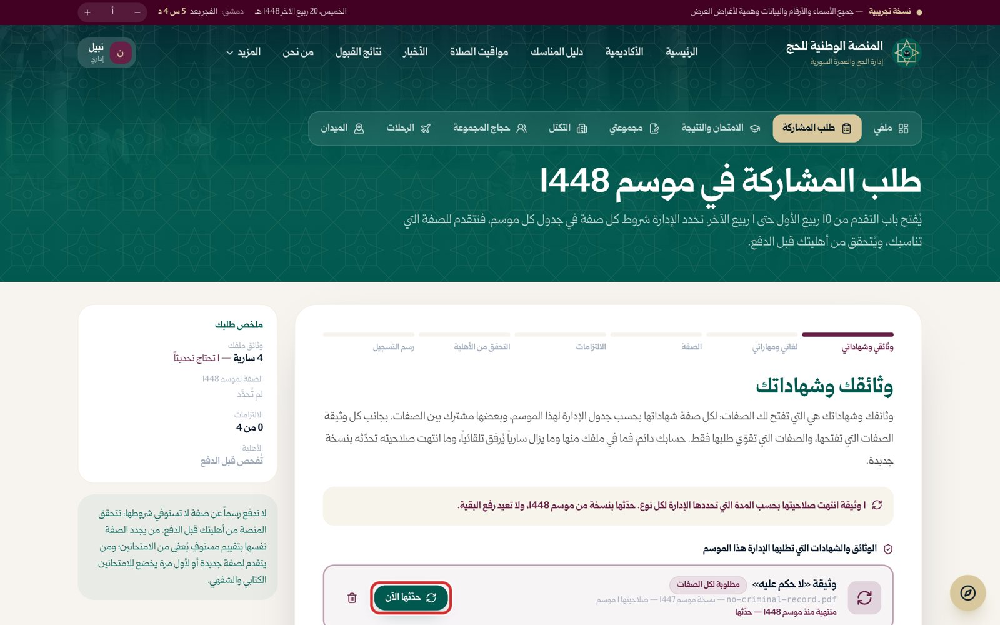 نسخة تجريبية — جميع الأسماء والأرقام والبيانات وهمية لأغراض العرض
الخميس، 20 ربيع الآخر 1448 هـ
دمشق: الفجر بعد 5 س 4 د
+ أ −
المنصة الوطنية للحج
إدارة الحج والعمرة السورية
الرئيسية
الأكاديمية
دليل المناسك
مواقيت الصلاة
الأخبار
نتائج القبول
من نحن
المزيد
ن
نبيل
إداري
ملفي
طلب المشاركة
الامتحان والنتيجة
مجموعتي
التكتل
حجاج المجموعة
الرحلات
الميدان
طلب المشاركة في موسم 1448
يُفتح باب التقدم من 10 ربيع الأول حتى 1 ربيع الآخر. تحدد الإدارة شروط كل صفة في جدول كل موسم، فتتقدم للصفة التي
تناسبك، ويُتحقق من أهليتك قبل الدفع.
وثائقي وشهاداتي
لغاتي ومهاراتي
الصفة
الالتزامات
التحقق من الأهلية
رسم التسجيل
وثائقك وشهاداتك
وثائقك وشهاداتك هي التي تفتح لك الصفات: لكل صفة شهاداتها بحسب جدول الإدارة لهذا الموسم، وبعضها مشترك بين الصفات. بجانب كل وثيقة
الصفات التي تفتحها، والصفات التي تقوّي طلبها فقط. حسابك دائم، فما في ملفك منها وما يزال سارياً يُرفق تلقائياً، وما انتهت صلاحيته تحدّثه بنسخة
جديدة.
1 وثيقة انتهت صلاحيتها بحسب المدة التي تحددها الإدارة لكل نوع. حدّثها بنسخة من موسم 1448، ولا تعيد رفع البقية.
الوثائق والشهادات التي تطلبها الإدارة هذا الموسم
وثيقة «لا حكم عليه»
مطلوبة لكل الصفات
no-criminal-record.pdf — نسخة موسم 1447 — صلاحيتها 1 موسم
منتهية منذ موسم 1448 — حدّثها
حدّثها الآن
ملخص طلبك
وثائق ملفك
4 سارية — 1 تحتاج تحديثاً
الصفة لموسم 1448
لم تُحدَّد
الالتزامات
0 من 4
الأهلية
تُفحص قبل الدفع
لا تدفع رسماً عن صفة لا تستوفي شروطها: تتحقق
المنصة من أهليتك قبل الدفع. من يجدد الصفة
نفسها بتقييم مستوفٍ يُعفى من الامتحانين؛ ومن
يتقدم لصفة جديدة أو لأول مرة يخضع للامتحانين
الكتابي والشفهي.